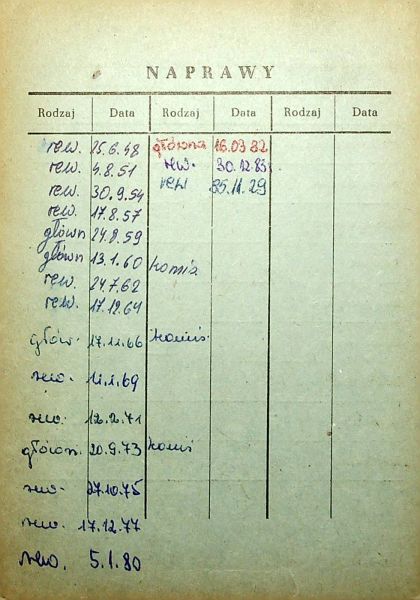 NAPRAWY
Rodzaj Data Rodzaj Data Rodzaj Data
rew. 25.6.48 główna 16.03 82
rew. 4.8.51 rew. 30.12.83
rew. 30.9.54 rew 85.11.29
rew. 17.8.57
główn 24.8.59
główn 13.1.60 komis
rew. 24.7.62
rew. 17.12.64
głów. 17.11.66 komis.
rew. 11.1.69
rew. 12.2.71
główn. 20.9.73 komis
rew. 27.10.75
rew. 17.12.77
rew. 5.1.80